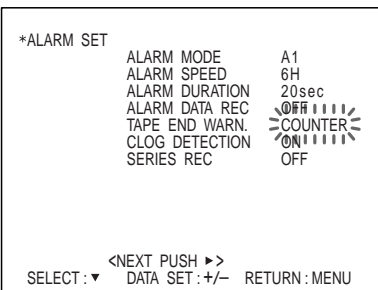 *ALARM SET
ALARM MODE A1
ALARM SPEED 6H
ALARM DURATION 20sec
ALARM DATA REC OFF
TAPE END WARN. COUNTER
CLOG DETECTION ON
SERIES REC OFF
<NEXT PUSH ►>
SELECT:▼ DATA SET:+/– RETURN:MENU